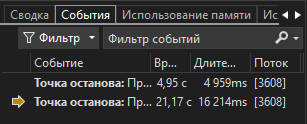 Сводка События Использование памяти Ис
Фильтр Фильтр событий
Событие Вр... Длите... Поток
Точка останова: Пр... 4,95 с 4 959ms [3608]
Точка останова: Пр... 21,17 с 16 214ms [3608]